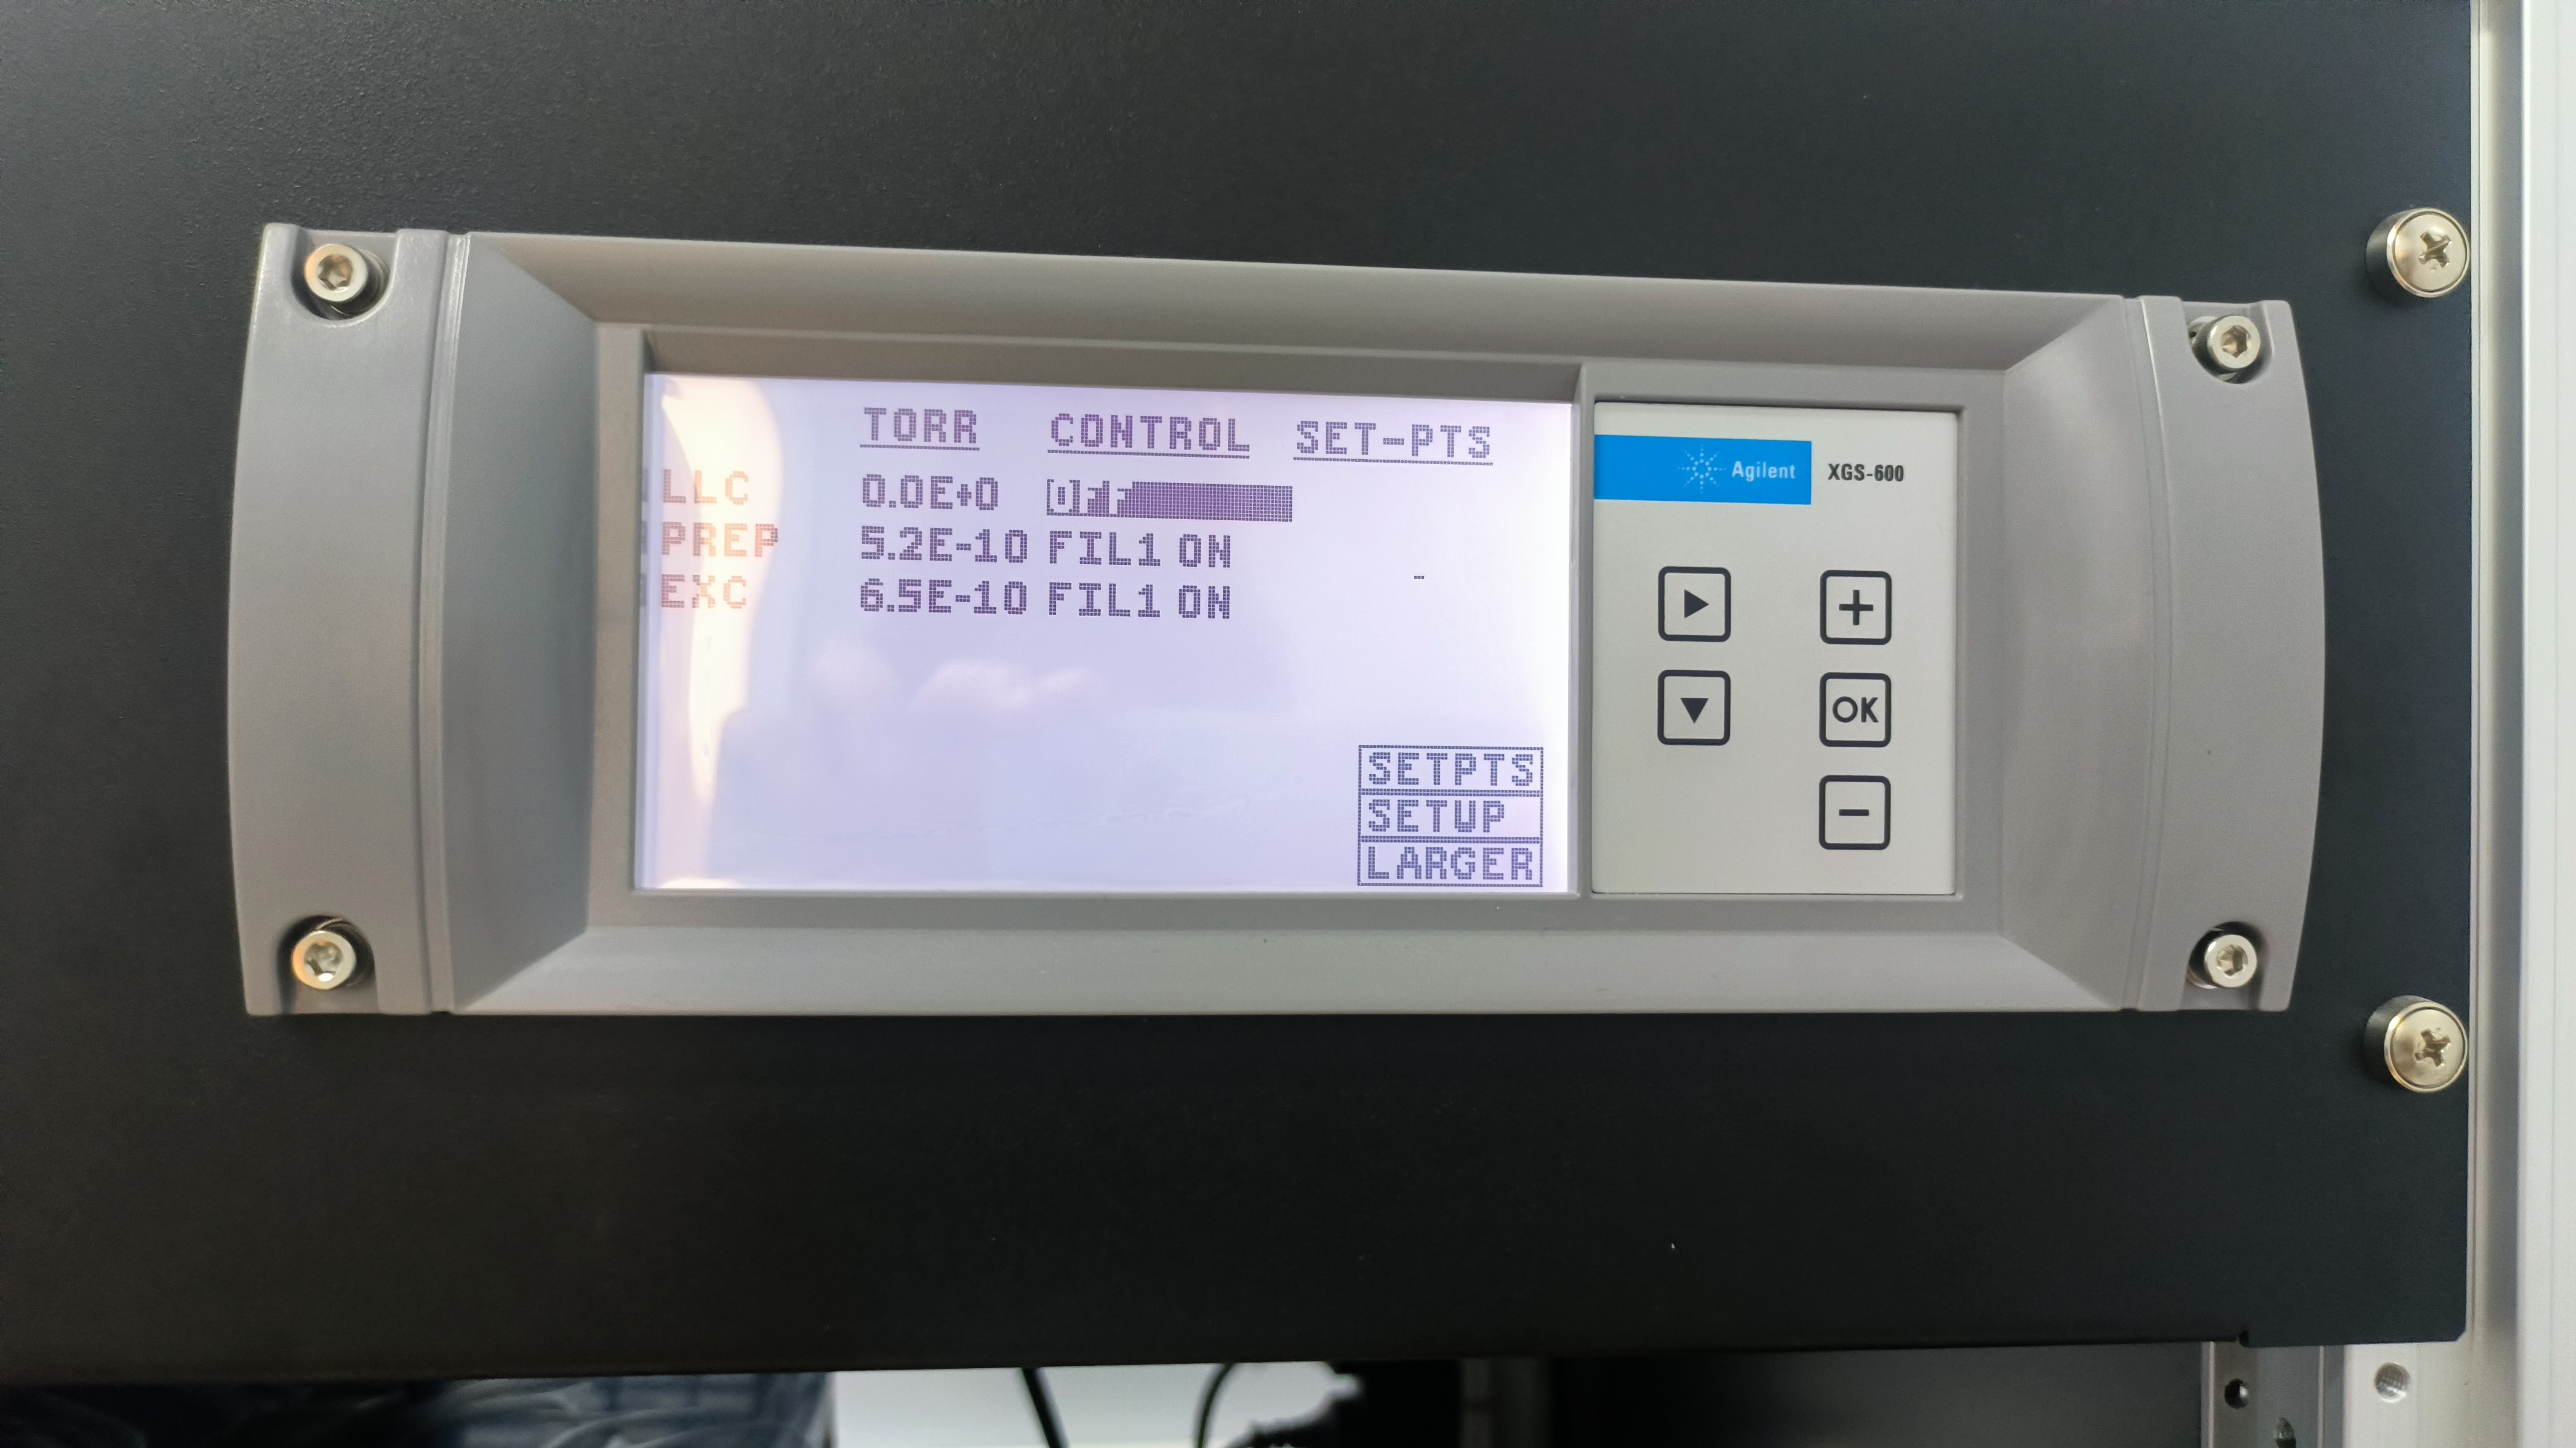 TORR CONTROL SET-PTS
LLC 0.0E+0
PREP 5.2E-10 FIL1 ON
EXC 6.5E-10 FIL1 ON
SETPTS
SETUP
LARGER
Agilent XGS-600
OK